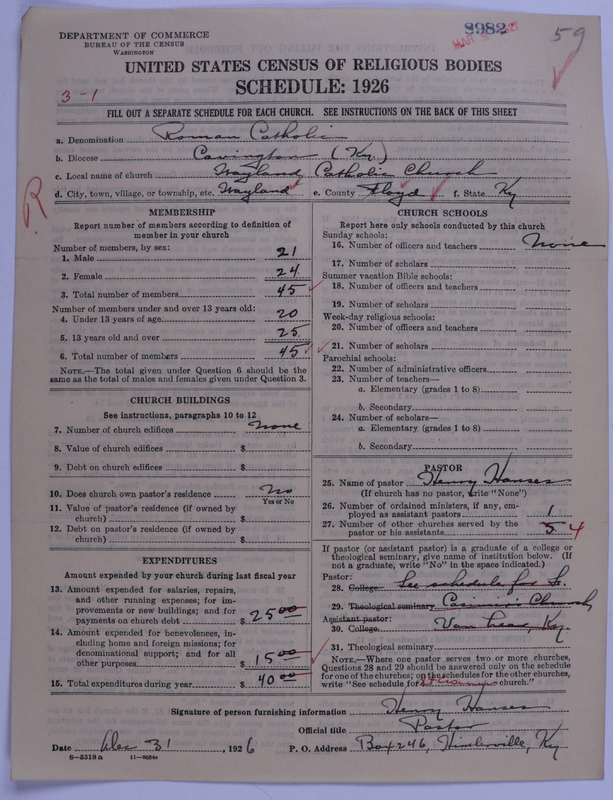 8982
59
DEPARTMENT OF COMMERCE
BUREAU OF THE CENSUS
WASHINGTON
UNITED STATES CENSUS OF RELIGIOUS BODIES
SCHEDULE: 1926
3-1
FILL OUT A SEPARATE SCHEDULE FOR EACH CHURCH. SEE INSTRUCTIONS ON THE BACK OF THIS SHEET
a. Denomination Roman Catholic
b. Diocese Covington (Ky.)
c. Local name of church Wayland Catholic Church
d. City, town, village, or township, etc. Wayland e. County Floyd f. State Ky
R
MEMBERSHIP
Report number of members according to definition of member in your church
Number of members, by sex:
1. Male 21
2. Female 24
3. Total number of members 45
Number of members under and over 13 years old:
4. Under 13 years of age 20
5. 13 years old and over 25
6. Total number of members 45
NOTE.—The total given under Question 6 should be the
same as the total of males and females given under Question 3.
CHURCH BUILDINGS
See instructions, paragraphs 10 to 12
7. Number of church edifices none
8. Value of church edifices $
9. Debt on church edifices $
10. Does church own pastor's residence No
Yes or No
11. Value of pastor's residence (if owned by
church) $
12. Debt on pastor's residence (if owned by
church) $
EXPENDITURES
Amount expended by your church during last fiscal year
13. Amount expended for salaries, repairs,
and other running expenses; for im-
provements or new buildings; and for
payments on church debt $ 25 00
14. Amount expended for benevolences, in-
cluding home and foreign missions; for
denominational support; and for all
other purposes $ 15 00
15. Total expenditures during year $ 40 00
CHURCH SCHOOLS
Report here only schools conducted by this church
Sunday schools:
16. Number of officers and teachers None
17. Number of scholars
Summer vacation Bible schools:
18. Number of officers and teachers
19. Number of scholars
Week-day religious schools:
20. Number of officers and teachers
21. Number of scholars
Parochial schools:
22. Number of administrative officers
23. Number of teachers—
a. Elementary (grades 1 to 8)
b. Secondary
24. Number of scholars—
a. Elementary (grades 1 to 8)
b. Secondary
PASTOR
25. Name of pastor Henry Hanses
(If church has no pastor, write "None")
26. Number of ordained ministers, if any, em-
ployed as assistant pastors 1
27. Number of other churches served by the
pastor or his assistants 5 4
If pastor (or assistant pastor) is a graduate of a college or
theological seminary, give name of institution below. (If
not a graduate, write "No" in the space indicated.)
Pastor:
28. College See schedule for St.
29. Theological seminary Casimir's Church
Assistant pastor:
30. College Van Lear, Ky.
31. Theological seminary
NOTE.—Where one pastor serves two or more churches,
Questions 28 and 29 should be answered only on the schedule
for one of the churches; on the schedules for the other churches,
write "See schedule for church."
Signature of person furnishing information Henry Hanses
Official title Pastor
Date Dec 31, 1926 P. O. Address Box 246, Himlerville, Ky
8—5518a